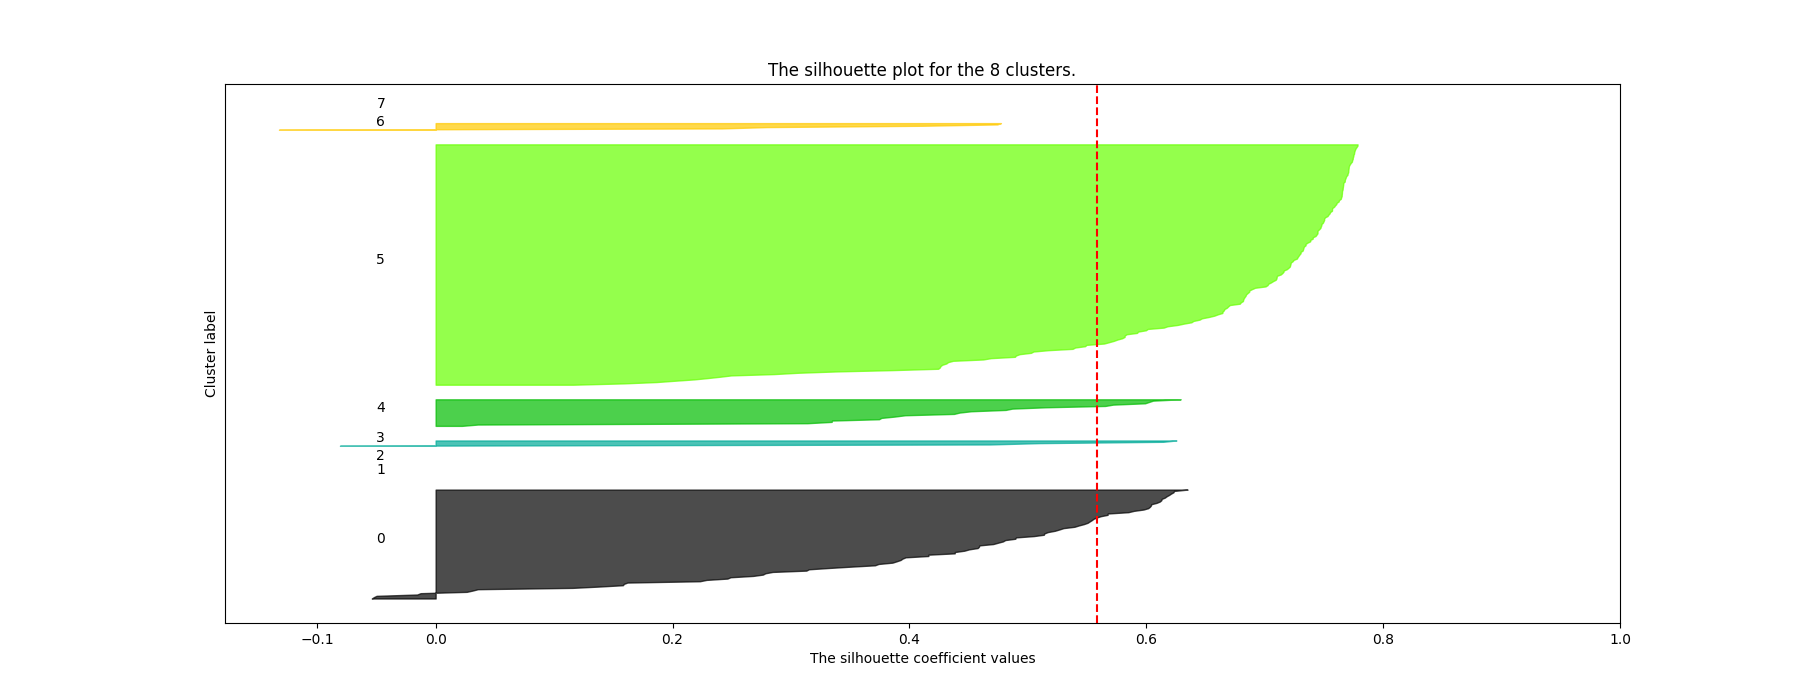 The silhouette plot for the 8 clusters.
7
6
5
4
3
2
1
0
Cluster label
−0.1 0.0 0.2 0.4 0.6 0.8 1.0
The silhouette coefficient values